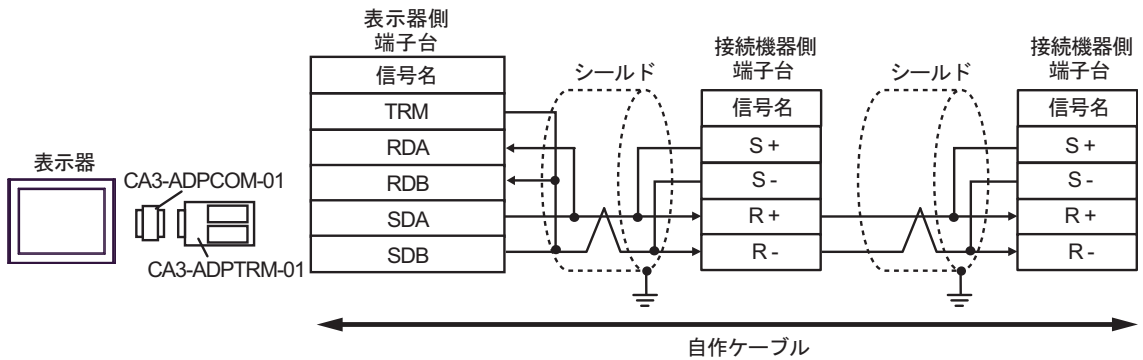 表示器
CA3-ADPCOM-01
CA3-ADPTRM-01
表示器側
端子台
信号名
TRM
RDA
RDB
SDA
SDB
シールド
接続機器側
端子台
信号名
S +
S -
R +
R -
シールド
接続機器側
端子台
信号名
S +
S -
R +
R -
自作ケーブル